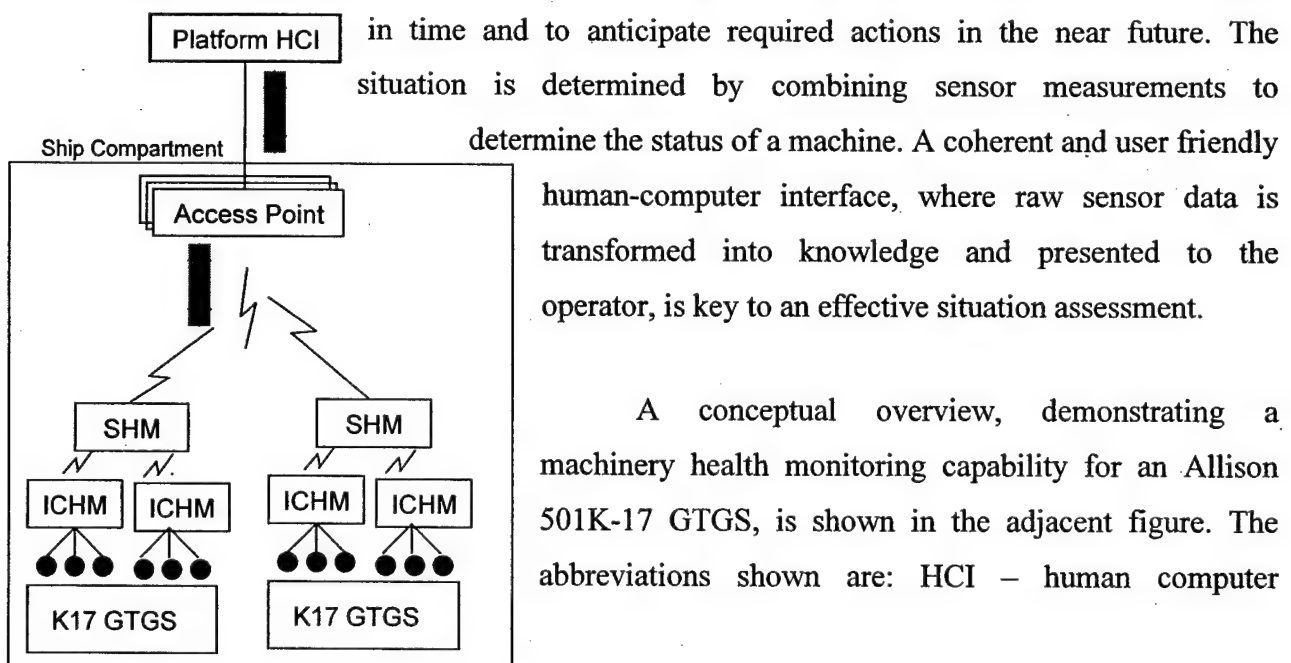 Platform HCI
Ship Compartment
Access Point
SHM
SHM
ICHM
ICHM
ICHM
ICHM
K17 GTGS
K17 GTGS
in time and to anticipate required actions in the near future. The
situation is determined by combining sensor measurements to
determine the status of a machine. A coherent and user friendly
human-computer interface, where raw sensor data is
transformed into knowledge and presented to the
operator, is key to an effective situation assessment.
A conceptual overview, demonstrating a
machinery health monitoring capability for an Allison
501K-17 GTGS, is shown in the adjacent figure. The
abbreviations shown are: HCI – human computer